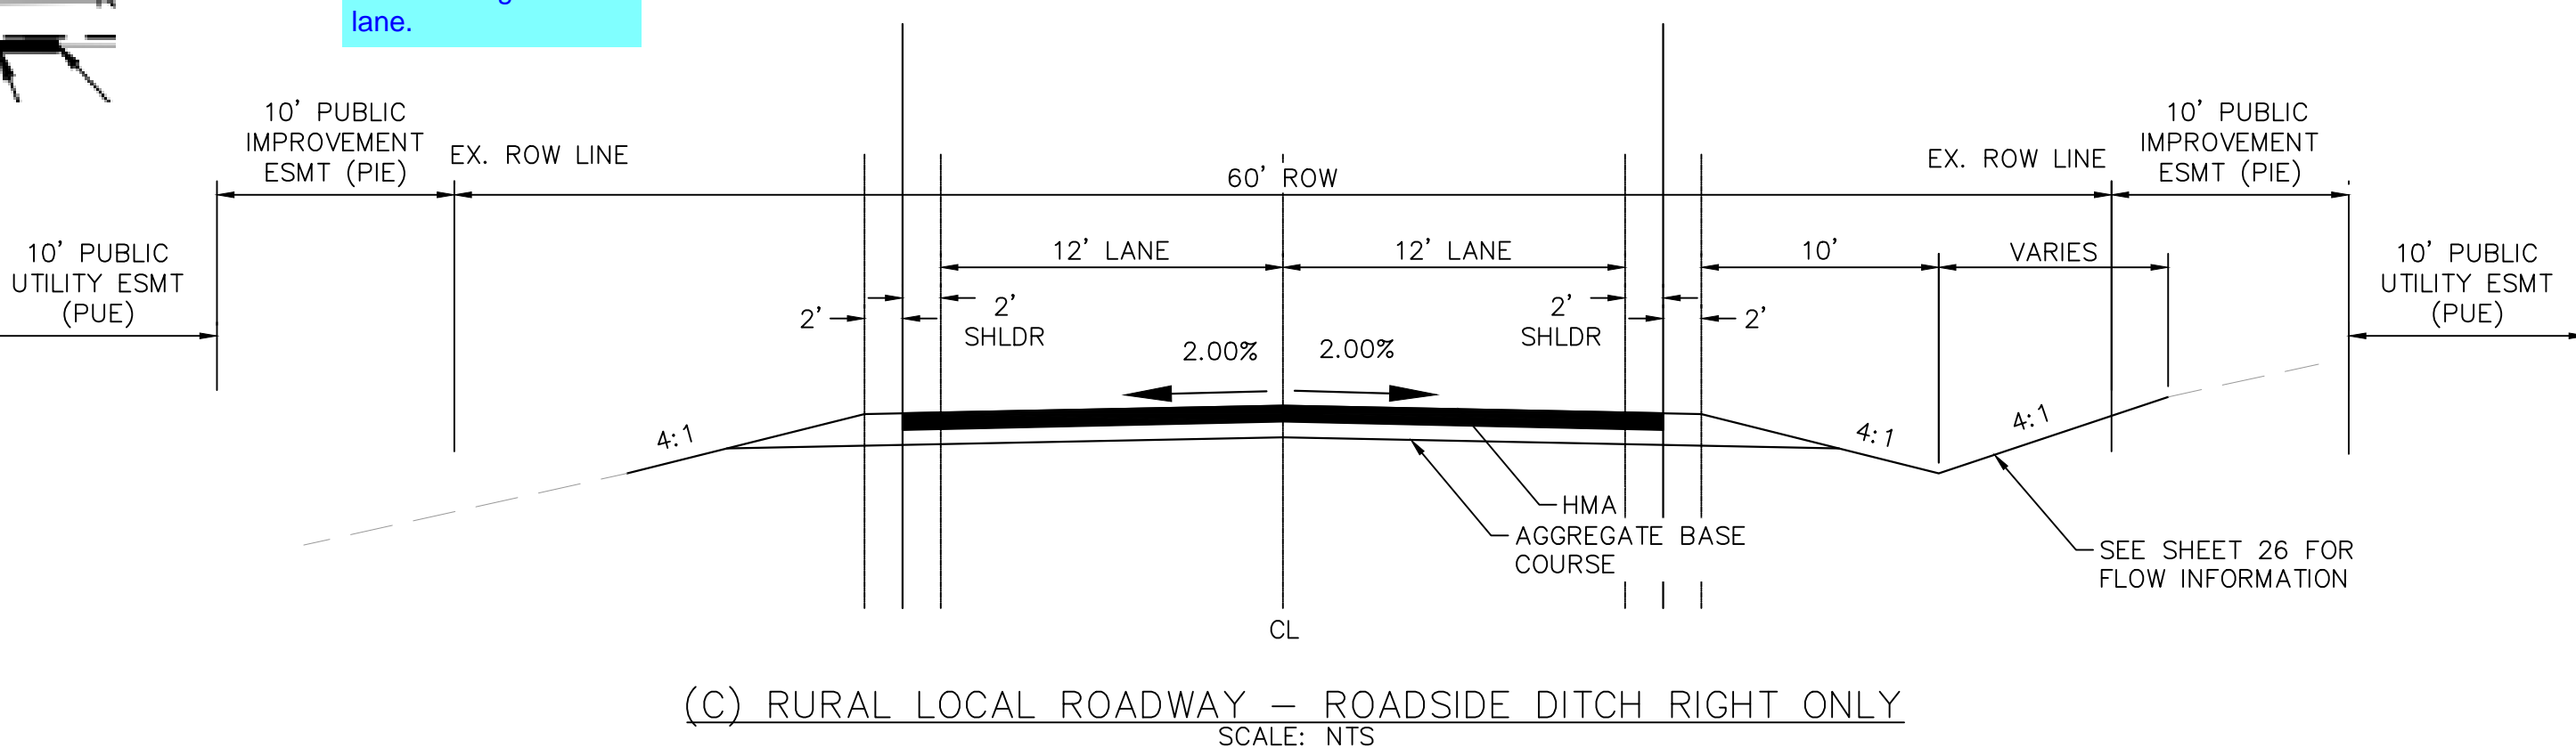 lane.
10' PUBLIC
IMPROVEMENT
ESMT (PIE)
EX. ROW LINE
60' ROW
EX. ROW LINE
10' PUBLIC
IMPROVEMENT
ESMT (PIE)
10' PUBLIC
UTILITY ESMT
(PUE)
12' LANE
12' LANE
10'
VARIES
10' PUBLIC
UTILITY ESMT
(PUE)
2'
2'
SHLDR
2'
SHLDR
2'
2.00%
2.00%
4:1
4:1
4:1
HMA
AGGREGATE BASE
COURSE
SEE SHEET 26 FOR
FLOW INFORMATION
CL
(C) RURAL LOCAL ROADWAY – ROADSIDE DITCH RIGHT ONLY
SCALE: NTS